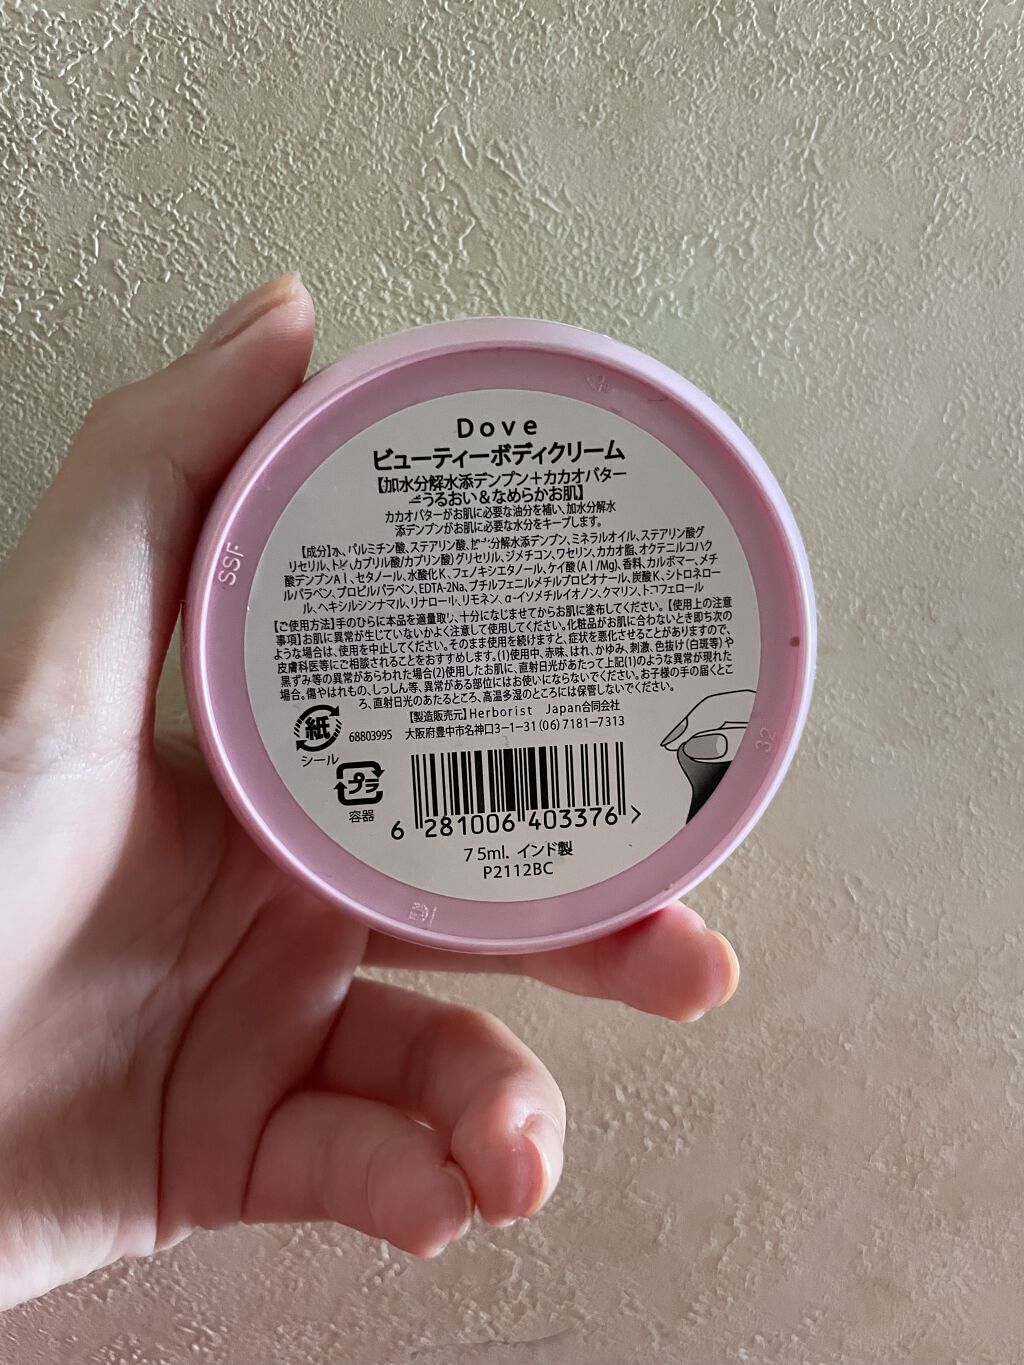 Dove
ビューティーボディクリーム
【加水分解水添デンプン＋カカオバター
＝うるおい＆なめらかお肌】
カカオバターがお肌に必要な油分を補い、加水分解水
添デンプンがお肌に必要な水分をキープします。
【成分】水、パルミチン酸、ステアリン酸、加水分解水添デンプン、ミネラルオイル、ステアリン酸グ
リセリル、トリ(カプリル酸/カプリン酸)グリセリル、ジメチコン、ワセリン、カカオ脂、オクテニルコハク
酸デンプンAl、セタノール、水酸化K、フェノキシエタノール、ケイ酸(Al/Mg)、香料、カルボマー、メチ
ルパラベン、プロピルパラベン、EDTA-2Na、ブチルフェニルメチルプロピオナール、炭酸K、シトロネロー
ル、ヘキシルシンナマル、リナロール、リモネン、α-イソメチルイオノン、クマリン、トコフェロール
【ご使用方法】手のひらに本品を適量取り、十分になじませてからお肌に塗布してください。【使用上の注意
事項】お肌に異常が生じていないかよく注意して使用してください。化粧品がお肌に合わないとき即ち次の
ような場合は、使用を中止してください。そのまま使用を続けますと、症状を悪化させることがありますので、
皮膚科医等にご相談されることをおすすめします。(1)使用中、赤味、はれ、かゆみ、刺激、色抜け(白斑等)や
黒ずみ等の異常があらわれた場合(2)使用したお肌に、直射日光があたって上記(1)のような異常が現れた
場合。傷やはれもの、しっしん等、異常がある部位にはお使いにならないでください。お子様の手の届くとこ
ろ、直射日光のあたるところ、高温多湿のところには保管しないでください。
【製造販売元】Herborist Japan合同会社
68803995 大阪府豊中市名神口3−1−31 (06) 7181−7313
紙
シール
プラ
容器
6 281006 403376 >
75ml. インド製
P2112BC
SSF
32